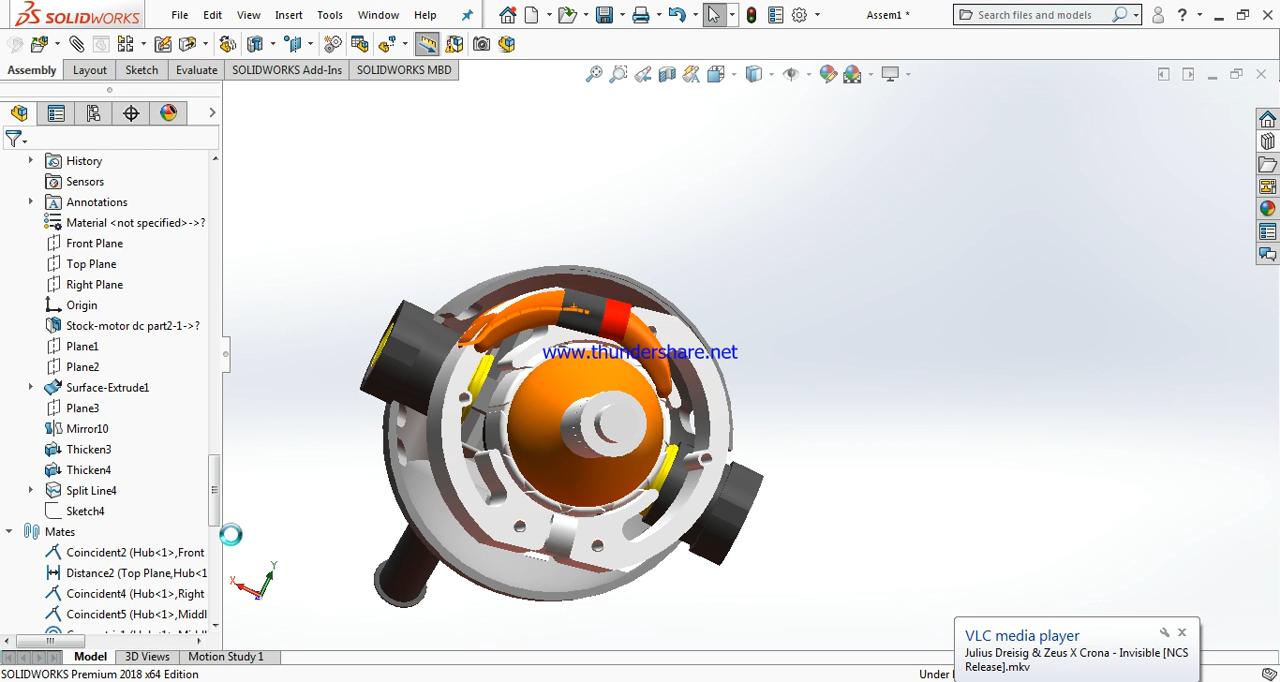 SOLIDWORKS
File Edit View Insert Tools Window Help
Assem1 *
Search files and models
Assembly Layout Sketch Evaluate SOLIDWORKS Add-Ins SOLIDWORKS MBD
History
Sensors
Annotations
Material <not specified>->?
Front Plane
Top Plane
Right Plane
Origin
Stock-motor dc part2-1->?
Plane1
Plane2
Surface-Extrude1
Plane3
Mirror10
Thicken3
Thicken4
Split Line4
Sketch4
Mates
Coincident2 (Hub<1>,Front
Distance2 (Top Plane,Hub<1
Coincident4 (Hub<1>,Right
Coincident5 (Hub<1>,Middl
www.thundershare.net
X
Y
Model 3D Views Motion Study 1
SOLIDWORKS Premium 2018 x64 Edition
Under
VLC media player
Julius Dreisig & Zeus X Crona - Invisible [NCS
Release].mkv